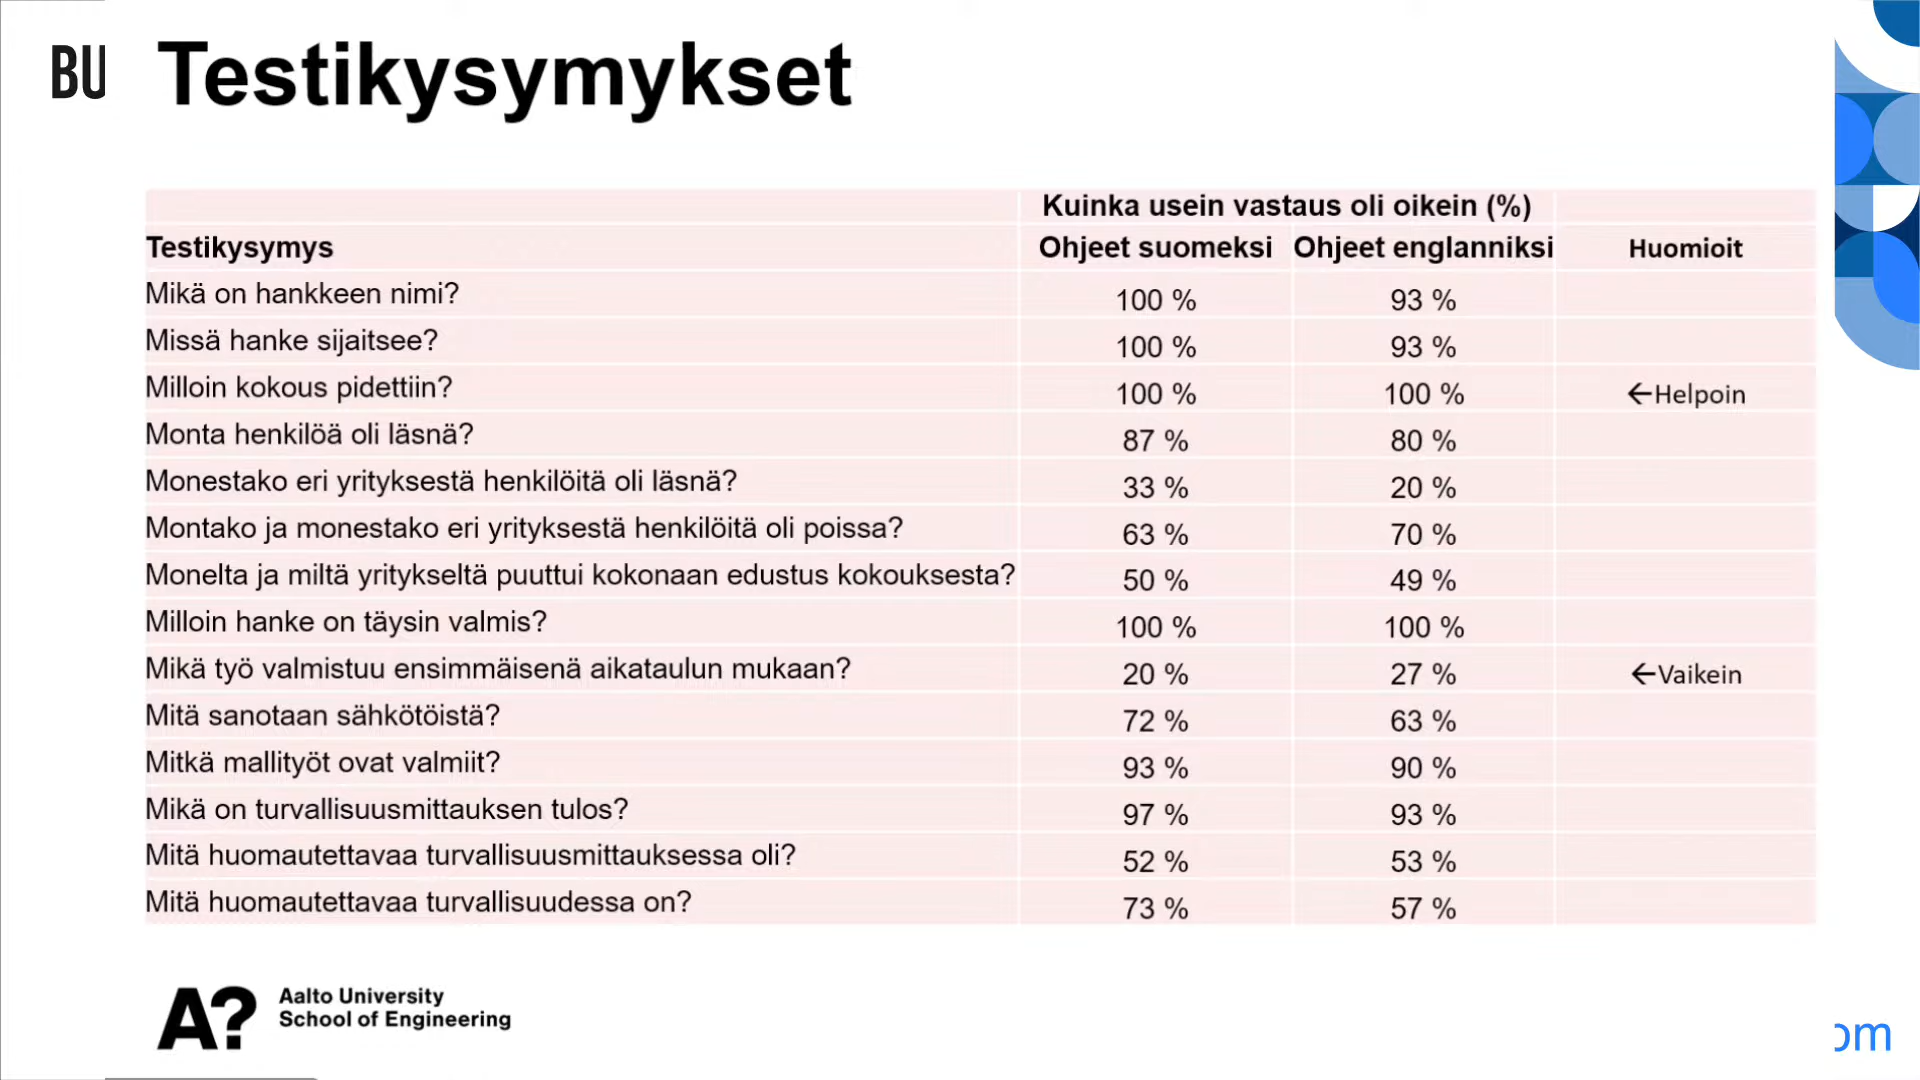 BU
Testikysymykset
Kuinka usein vastaus oli oikein (%)
Testikysymys Ohjeet suomeksi Ohjeet englanniksi Huomioit
Mikä on hankkeen nimi? 100 % 93 %
Missä hanke sijaitsee? 100 % 93 %
Milloin kokous pidettiin? 100 % 100 % ←Helpoin
Monta henkilöä oli läsnä? 87 % 80 %
Monestako eri yrityksestä henkilöitä oli läsnä? 33 % 20 %
Montako ja monestako eri yrityksestä henkilöitä oli poissa? 63 % 70 %
Monelta ja miltä yritykseltä puuttui kokonaan edustus kokouksesta? 50 % 49 %
Milloin hanke on täysin valmis? 100 % 100 %
Mikä työ valmistuu ensimmäisenä aikataulun mukaan? 20 % 27 % ←Vaikein
Mitä sanotaan sähkötöistä? 72 % 63 %
Mitkä mallityöt ovat valmiit? 93 % 90 %
Mikä on turvallisuusmittauksen tulos? 97 % 93 %
Mitä huomautettavaa turvallisuusmittauksessa oli? 52 % 53 %
Mitä huomautettavaa turvallisuudessa on? 73 % 57 %
A?
Aalto University
School of Engineering
om